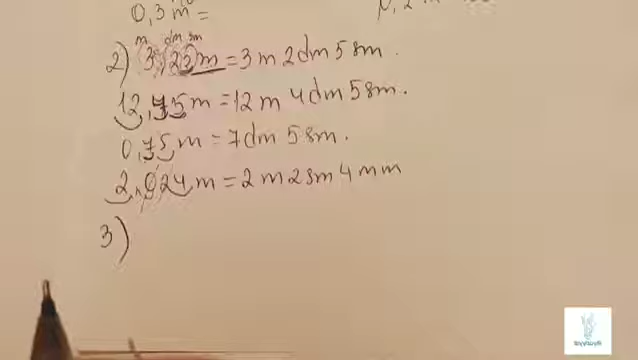 0,3 m =
m dm sm
2) 3,25 m = 3 m 2 dm 5 sm.
12,45 m = 12 m 4 dm 5 sm.
0,75 m = 7 dm 5 sm.
2,024 m = 2 m 2 sm 4 mm
3)